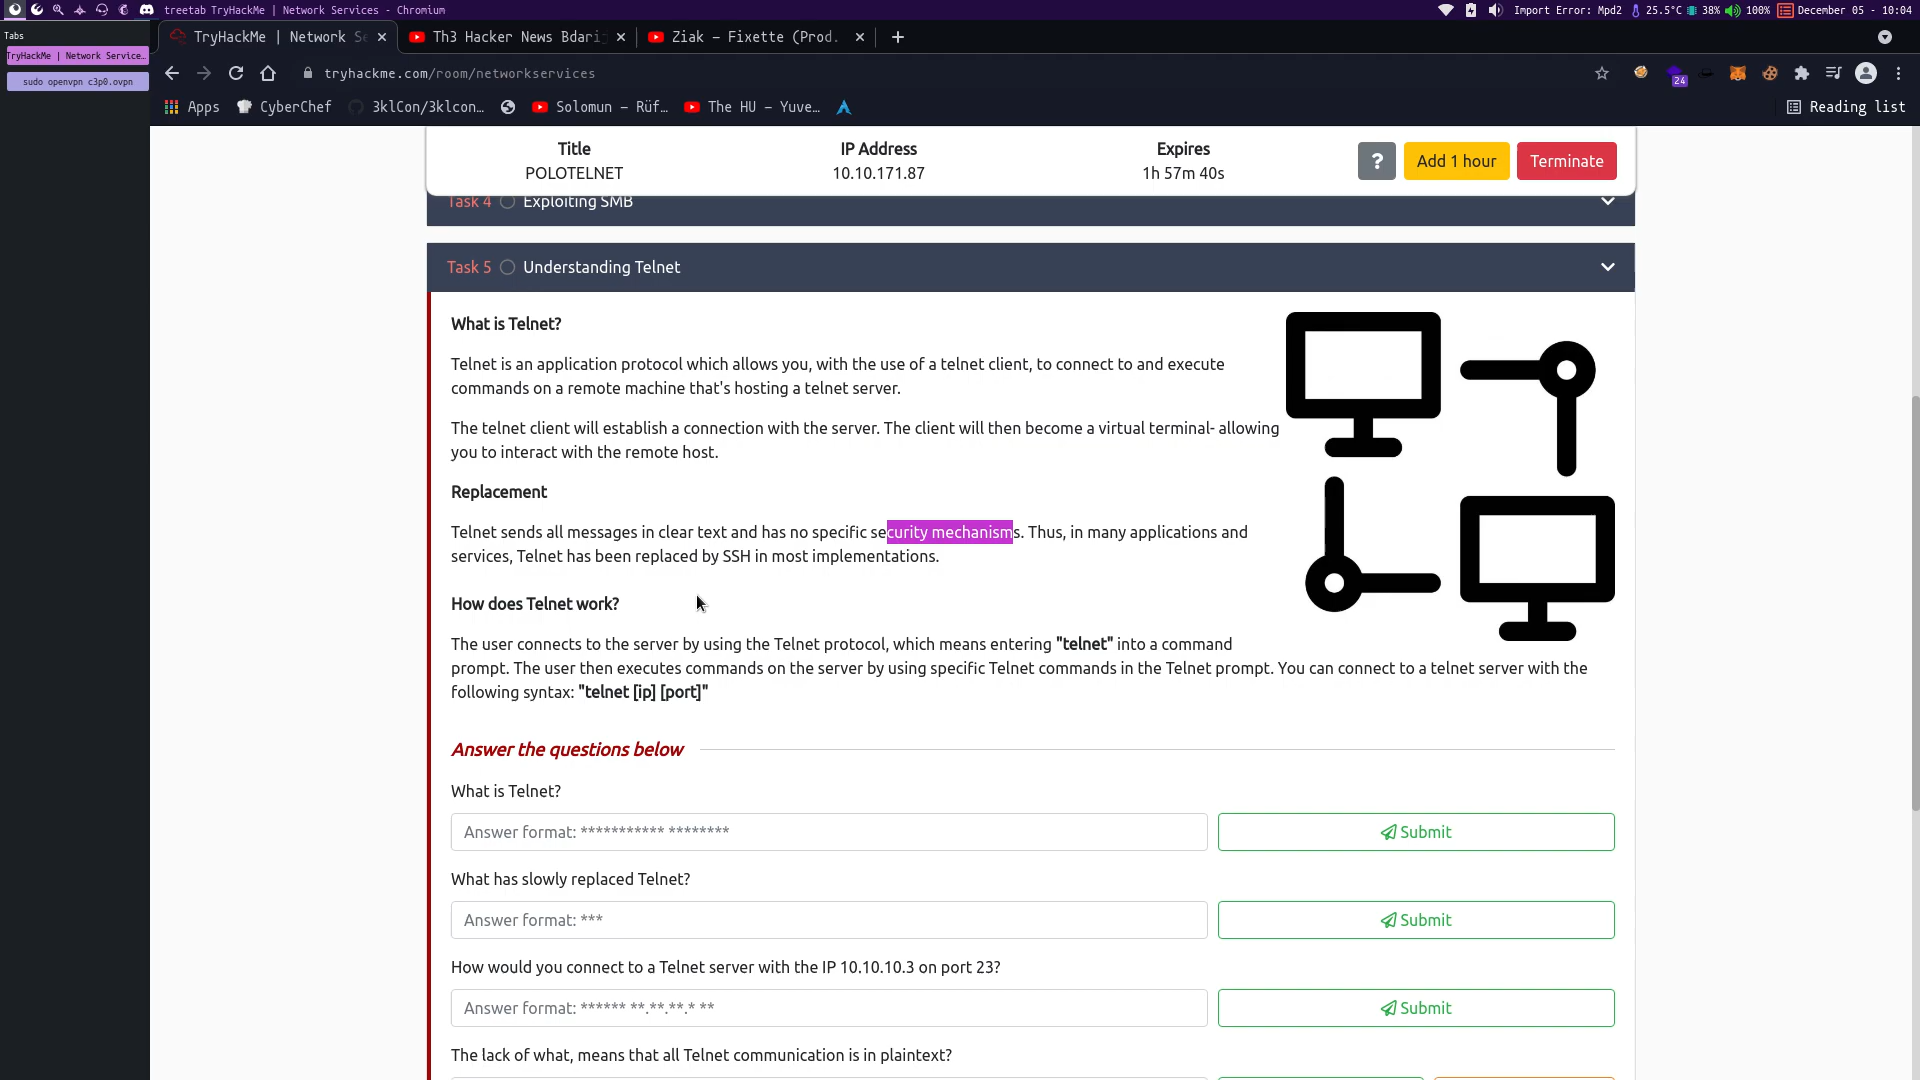 treetab TryHackMe | Network Services - Chromium
Import Error: Mpd2 25.5°C 38% 100% December 05 - 10:04
Tabs
TryHackMe | Network Service…
sudo openvpn c3p0.ovpn
TryHackMe | Network Se
Th3 Hacker News Bdarij
Ziak – Fixette (Prod.
tryhackme.com/room/networkservices
24
Apps
CyberChef
3klCon/3klcon…
Solomun – Rüf…
The HU – Yuve…
Reading list
Title
POLOTELNET
IP Address
10.10.171.87
Expires
1h 57m 40s
?
Add 1 hour
Terminate
Task 4 Exploiting SMB
Task 5 Understanding Telnet
What is Telnet?
Telnet is an application protocol which allows you, with the use of a telnet client, to connect to and execute
commands on a remote machine that's hosting a telnet server.
The telnet client will establish a connection with the server. The client will then become a virtual terminal- allowing
you to interact with the remote host.
Replacement
Telnet sends all messages in clear text and has no specific security mechanisms. Thus, in many applications and
services, Telnet has been replaced by SSH in most implementations.
How does Telnet work?
The user connects to the server by using the Telnet protocol, which means entering "telnet" into a command
prompt. The user then executes commands on the server by using specific Telnet commands in the Telnet prompt. You can connect to a telnet server with the
following syntax: "telnet [ip] [port]"
Answer the questions below
What is Telnet?
Answer format: *********** ********
Submit
What has slowly replaced Telnet?
Answer format: ***
Submit
How would you connect to a Telnet server with the IP 10.10.10.3 on port 23?
Answer format: ****** **.**.**.* **
Submit
The lack of what, means that all Telnet communication is in plaintext?